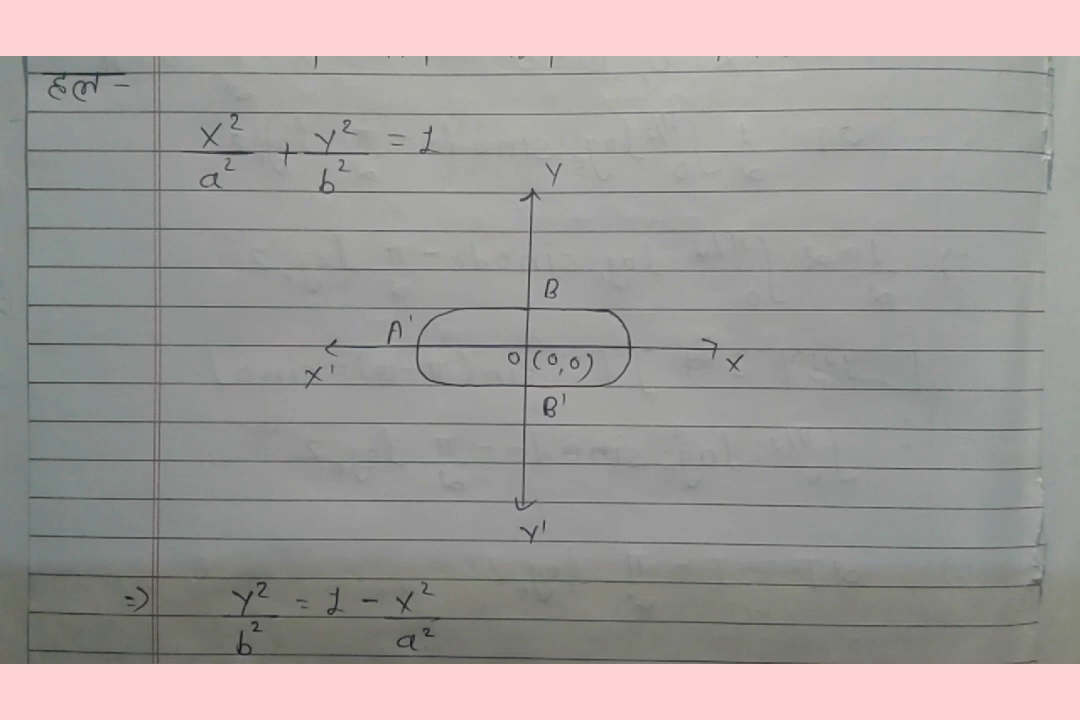 हल -
x²/a² + y²/b² = 1
Y
B
A'
O (0,0)
X' X
B'
Y'
=) y²/b² = 1 - x²/a²